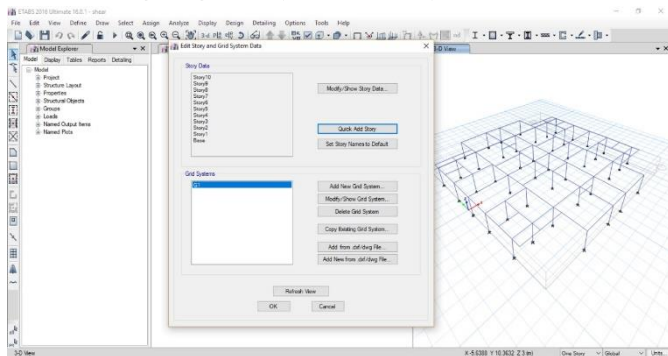 ETABS 2016 Ultimate 16.0.1 - shear
File Edit View Define Draw Select Assign Analyze Display Design Detailing Options Tools Help
Model Explorer
Edit Story and Grid System Data
3-D View
Model Display Tables Reports Detailing
Model
Project
Structure Layout
Properties
Structural Objects
Groups
Loads
Named Output Items
Named Plots
Story Data
Story10
Story9
Story8
Story7
Story6
Story5
Story4
Story3
Story2
Story1
Base
Modify/Show Story Data...
Quick Add Story
Set Story Names to Default
Grid Systems
G1
Add New Grid System...
Modify/Show Grid System...
Delete Grid System
Copy Existing Grid System...
Add from .dxf/dwg File...
Add New from .dxf/dwg File...
Refresh View
OK Cancel
3-D View
Z 3 (m)
One Story Global Units...